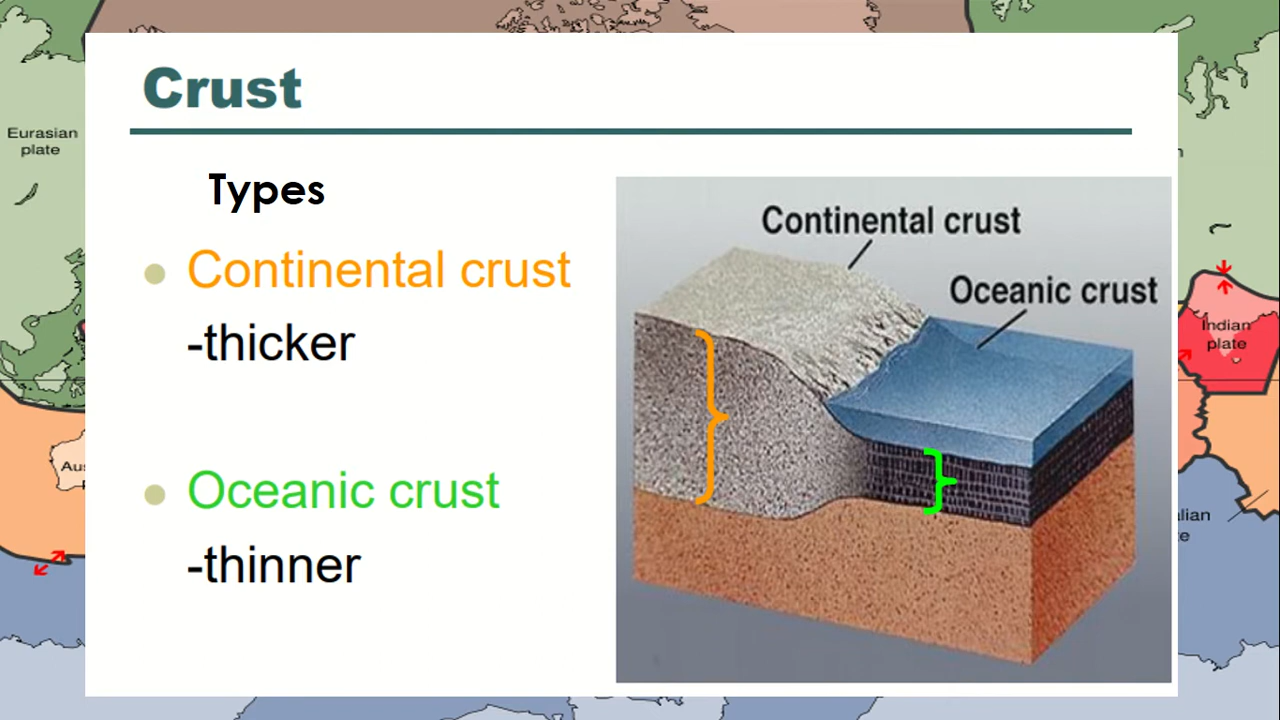 Crust
Types
Continental crust
-thicker
Oceanic crust
-thinner
Continental crust
Oceanic crust
Eurasian
plate
Indian
plate